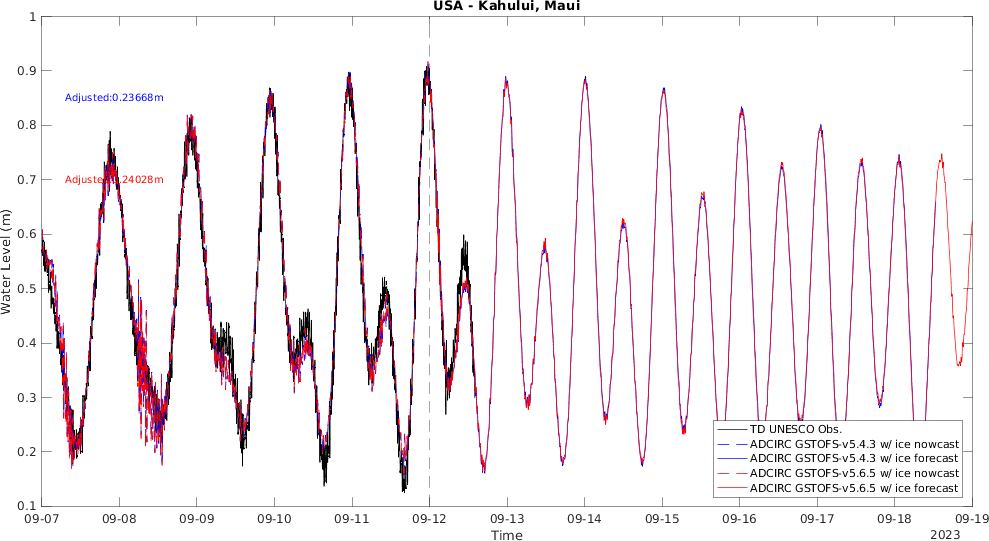 USA - Kahului, Maui
1
0.9
0.8
0.7
0.6
0.5
0.4
0.3
0.2
0.1
Water Level (m)
Adjusted:0.23668m
Adjusted:0.24028m
TD UNESCO Obs.
ADCIRC GSTOFS-v5.4.3 w/ ice nowcast
ADCIRC GSTOFS-v5.4.3 w/ ice forecast
ADCIRC GSTOFS-v5.6.5 w/ ice nowcast
ADCIRC GSTOFS-v5.6.5 w/ ice forecast
09-07 09-08 09-09 09-10 09-11 09-12 09-13 09-14 09-15 09-16 09-17 09-18 09-19
Time
2023